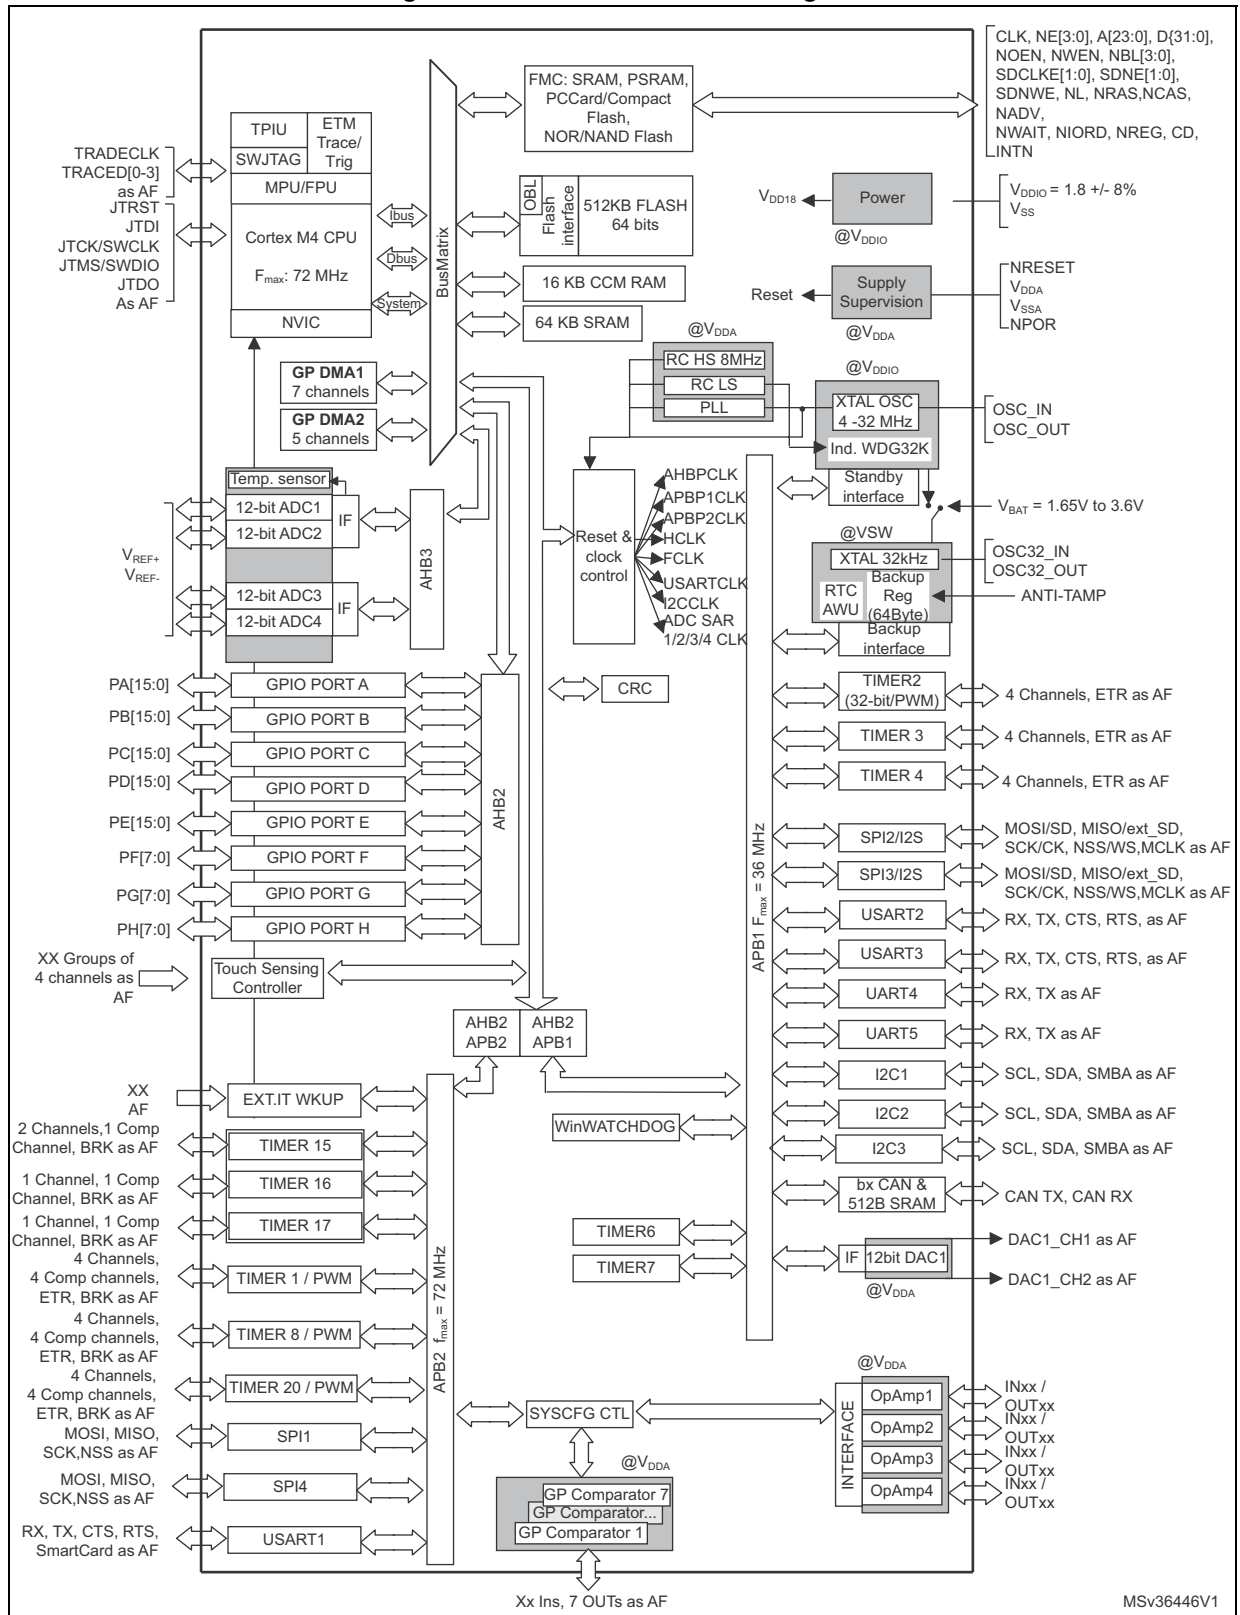 CLK, NE[3:0], A[23:0], D{31:0},
NOEN, NWEN, NBL[3:0],
SDCLKE[1:0], SDNE[1:0],
SDNWE, NL, NRAS,NCAS,
NADV,
NWAIT, NIORD, NREG, CD,
INTN
FMC: SRAM, PSRAM,
PCCard/Compact
Flash,
NOR/NAND Flash
TPIU
ETM
Trace/
Trig
SWJTAG
MPU/FPU
Cortex M4 CPU
Fmax: 72 MHz
NVIC
TRADECLK
TRACED[0-3]
as AF
JTRST
JTDI
JTCK/SWCLK
JTMS/SWDIO
JTDO
As AF
Ibus
Dbus
System
BusMatrix
OBL
Flash
interface
512KB FLASH
64 bits
16 KB CCM RAM
64 KB SRAM
VDD18
Power
@VDDIO
VDDIO = 1.8 +/- 8%
VSS
Reset
Supply
Supervision
@VDDA
NRESET
VDDA
VSSA
NPOR
GP DMA1
7 channels
GP DMA2
5 channels
@VDDA
RC HS 8MHz
RC LS
PLL
@VDDIO
XTAL OSC
4 -32 MHz
Ind. WDG32K
Standby
interface
OSC_IN
OSC_OUT
VBAT = 1.65V to 3.6V
@VSW
XTAL 32kHz
RTC
AWU
Backup
Reg
(64Byte)
Backup
interface
OSC32_IN
OSC32_OUT
ANTI-TAMP
Temp. sensor
12-bit ADC1
12-bit ADC2
IF
12-bit ADC3
12-bit ADC4
IF
VREF+
VREF-
AHB3
Reset &
clock
control
AHBPCLK
APBP1CLK
APBP2CLK
HCLK
FCLK
USARTCLK
I2CCLK
ADC SAR
1/2/3/4 CLK
CRC
PA[15:0]
GPIO PORT A
PB[15:0]
GPIO PORT B
PC[15:0]
GPIO PORT C
PD[15:0]
GPIO PORT D
PE[15:0]
GPIO PORT E
PF[7:0]
GPIO PORT F
PG[7:0]
GPIO PORT G
PH[7:0]
GPIO PORT H
AHB2
XX Groups of
4 channels as
AF
Touch Sensing
Controller
AHB2
APB2
AHB2
APB1
APB1 Fmax = 36 MHz
TIMER2
(32-bit/PWM)
4 Channels, ETR as AF
TIMER 3
4 Channels, ETR as AF
TIMER 4
4 Channels, ETR as AF
SPI2/I2S
MOSI/SD, MISO/ext_SD,
SCK/CK, NSS/WS,MCLK as AF
SPI3/I2S
MOSI/SD, MISO/ext_SD,
SCK/CK, NSS/WS,MCLK as AF
USART2
RX, TX, CTS, RTS, as AF
USART3
RX, TX, CTS, RTS, as AF
UART4
RX, TX as AF
UART5
RX, TX as AF
I2C1
SCL, SDA, SMBA as AF
I2C2
SCL, SDA, SMBA as AF
I2C3
SCL, SDA, SMBA as AF
bx CAN &
512B SRAM
CAN TX, CAN RX
IF
12bit DAC1
@VDDA
DAC1_CH1 as AF
DAC1_CH2 as AF
WinWATCHDOG
TIMER6
TIMER7
XX
AF
EXT.IT WKUP
2 Channels,1 Comp
Channel, BRK as AF
TIMER 15
1 Channel, 1 Comp
Channel, BRK as AF
TIMER 16
1 Channel, 1 Comp
Channel, BRK as AF
TIMER 17
4 Channels,
4 Comp channels,
ETR, BRK as AF
TIMER 1 / PWM
4 Channels,
4 Comp channels,
ETR, BRK as AF
TIMER 8 / PWM
4 Channels,
4 Comp channels,
ETR, BRK as AF
TIMER 20 / PWM
MOSI, MISO,
SCK,NSS as AF
SPI1
MOSI, MISO,
SCK,NSS as AF
SPI4
RX, TX, CTS, RTS,
SmartCard as AF
USART1
APB2 fmax = 72 MHz
SYSCFG CTL
@VDDA
GP Comparator 7
GP Comparator...
GP Comparator 1
Xx Ins, 7 OUTs as AF
@VDDA
INTERFACE
OpAmp1
INxx /
OUTxx
OpAmp2
INxx /
OUTxx
OpAmp3
INxx /
OUTxx
OpAmp4
INxx /
OUTxx
MSv36446V1